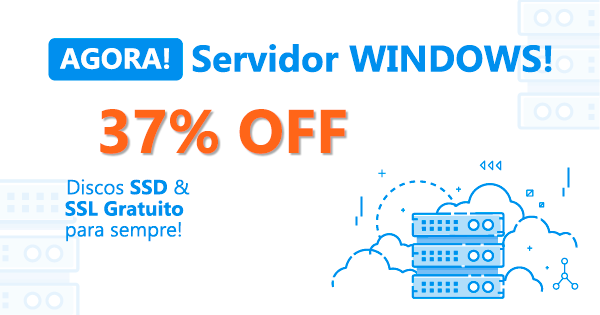 AGORA! Servidor WINDOWS!
37% OFF
Discos SSD &
SSL Gratuito
para sempre!